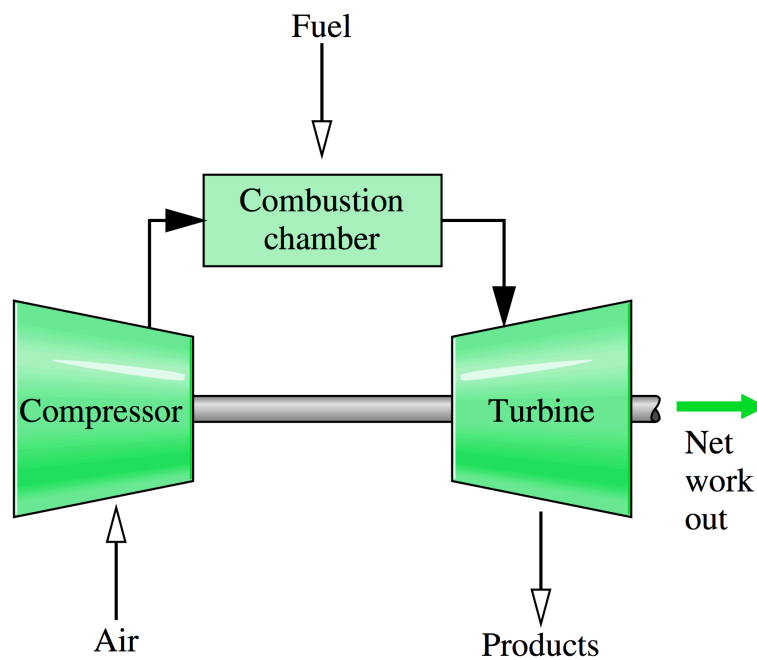 Fuel
Combustion
chamber
Compressor
Turbine
Net
work
out
Air
Products